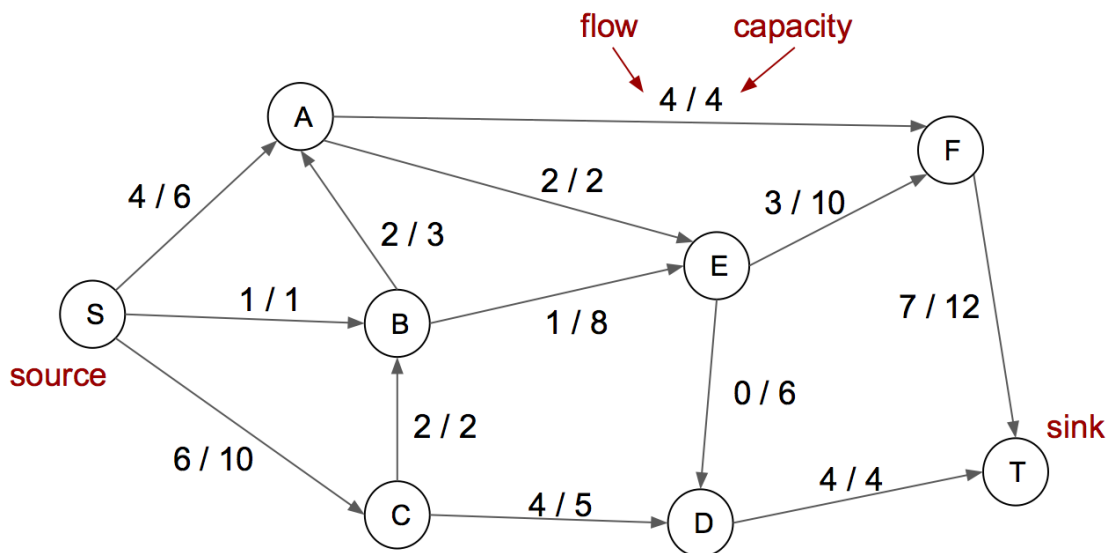 flow
capacity
4 / 4
A
F
2 / 2
4 / 6
3 / 10
2 / 3
E
1 / 1
7 / 12
S
B
1 / 8
source
0 / 6
2 / 2
sink
6 / 10
4 / 4
T
4 / 5
C
D